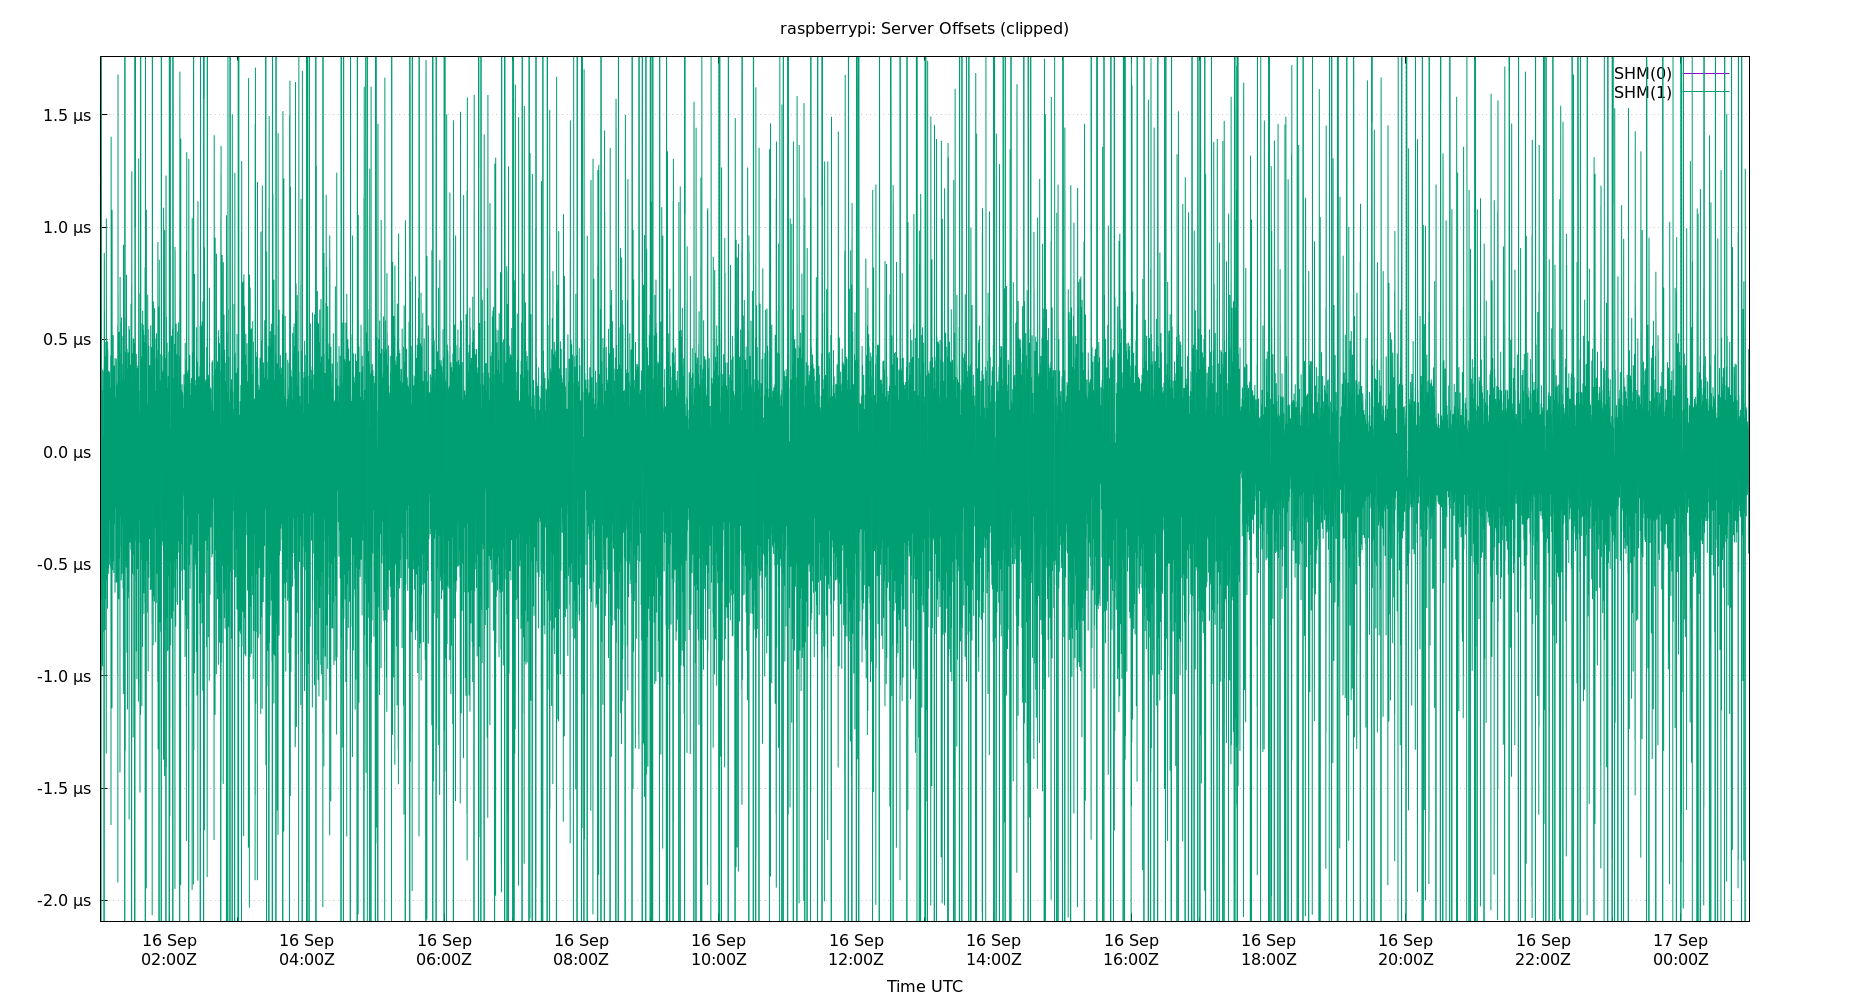 raspberrypi: Server Offsets (clipped)
SHM(0)
SHM(1)
1.5 µs
1.0 µs
0.5 µs
0.0 µs
-0.5 µs
-1.0 µs
-1.5 µs
-2.0 µs
16 Sep 16 Sep 16 Sep 16 Sep 16 Sep 16 Sep 16 Sep 16 Sep 16 Sep 16 Sep 16 Sep 17 Sep
02:00Z 04:00Z 06:00Z 08:00Z 10:00Z 12:00Z 14:00Z 16:00Z 18:00Z 20:00Z 22:00Z 00:00Z
Time UTC